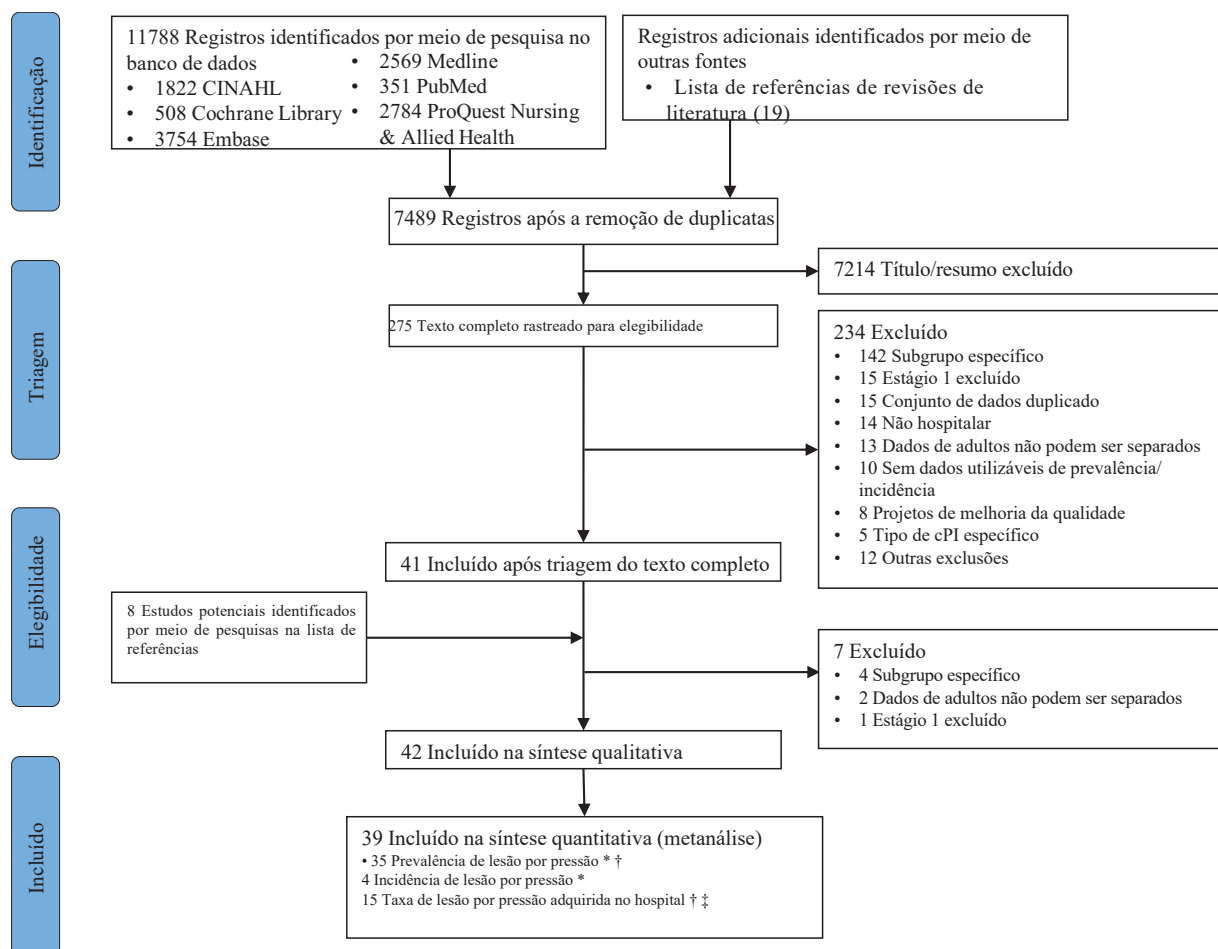 Identificação
11788 Registros identificados por meio de pesquisa no
banco de dados
• 1822 CINAHL
• 508 Cochrane Library
• 3754 Embase
• 2569 Medline
• 351 PubMed
• 2784 ProQuest Nursing
& Allied Health
Registros adicionais identificados por meio de
outras fontes
• Lista de referências de revisões de
literatura (19)
7489 Registros após a remoção de duplicatas
Triagem
7214 Título/resumo excluído
275 Texto completo rastreado para elegibilidade
234 Excluído
• 142 Subgrupo específico
• 15 Estágio 1 excluído
• 15 Conjunto de dados duplicado
• 14 Não hospitalar
• 13 Dados de adultos não podem ser separados
• 10 Sem dados utilizáveis de prevalência/
incidência
• 8 Projetos de melhoria da qualidade
• 5 Tipo de cPI específico
• 12 Outras exclusões
Elegibilidade
41 Incluído após triagem do texto completo
8 Estudos potenciais identificados
por meio de pesquisas na lista de
referências
7 Excluído
• 4 Subgrupo específico
• 2 Dados de adultos não podem ser separados
• 1 Estágio 1 excluído
42 Incluído na síntese qualitativa
Incluído
39 Incluído na síntese quantitativa (metanálise)
• 35 Prevalência de lesão por pressão * †
4 Incidência de lesão por pressão *
15 Taxa de lesão por pressão adquirida no hospital † ‡